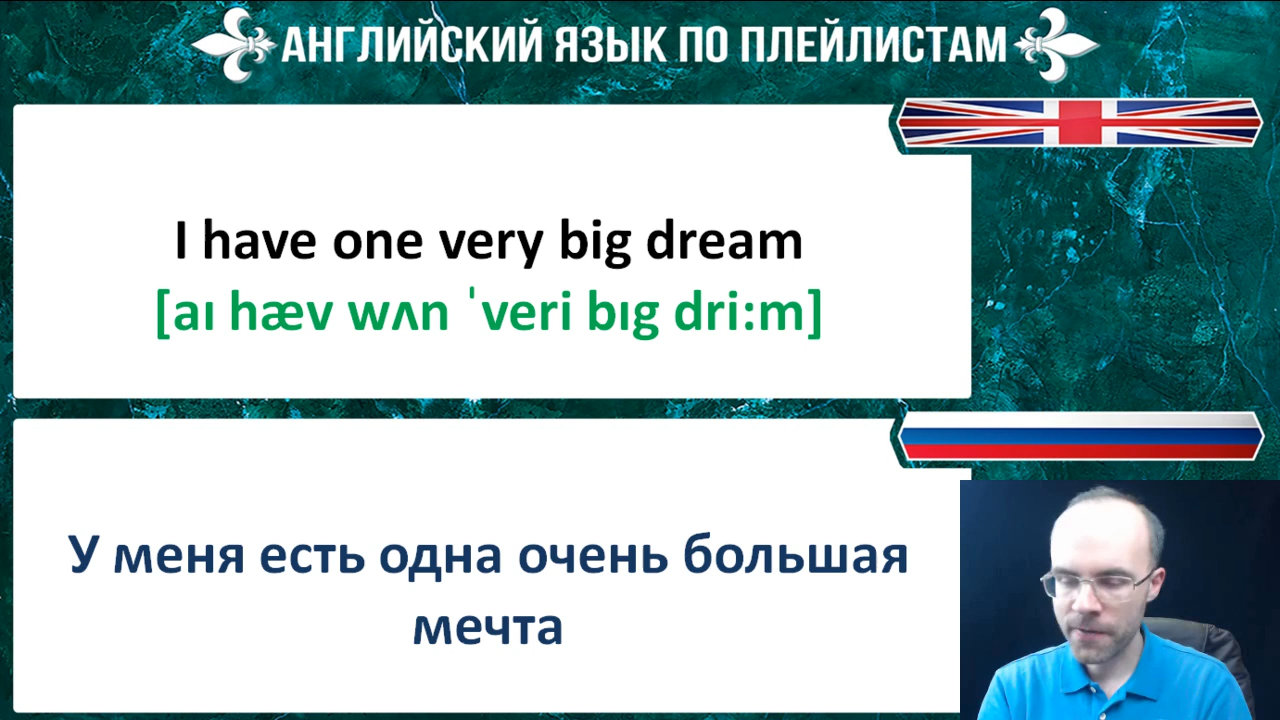 АНГЛИЙСКИЙ ЯЗЫК ПО ПЛЕЙЛИСТАМ
I have one very big dream
[aɪ hæv wʌn ˈveri bɪg dri:m]
У меня есть одна очень большая
мечта